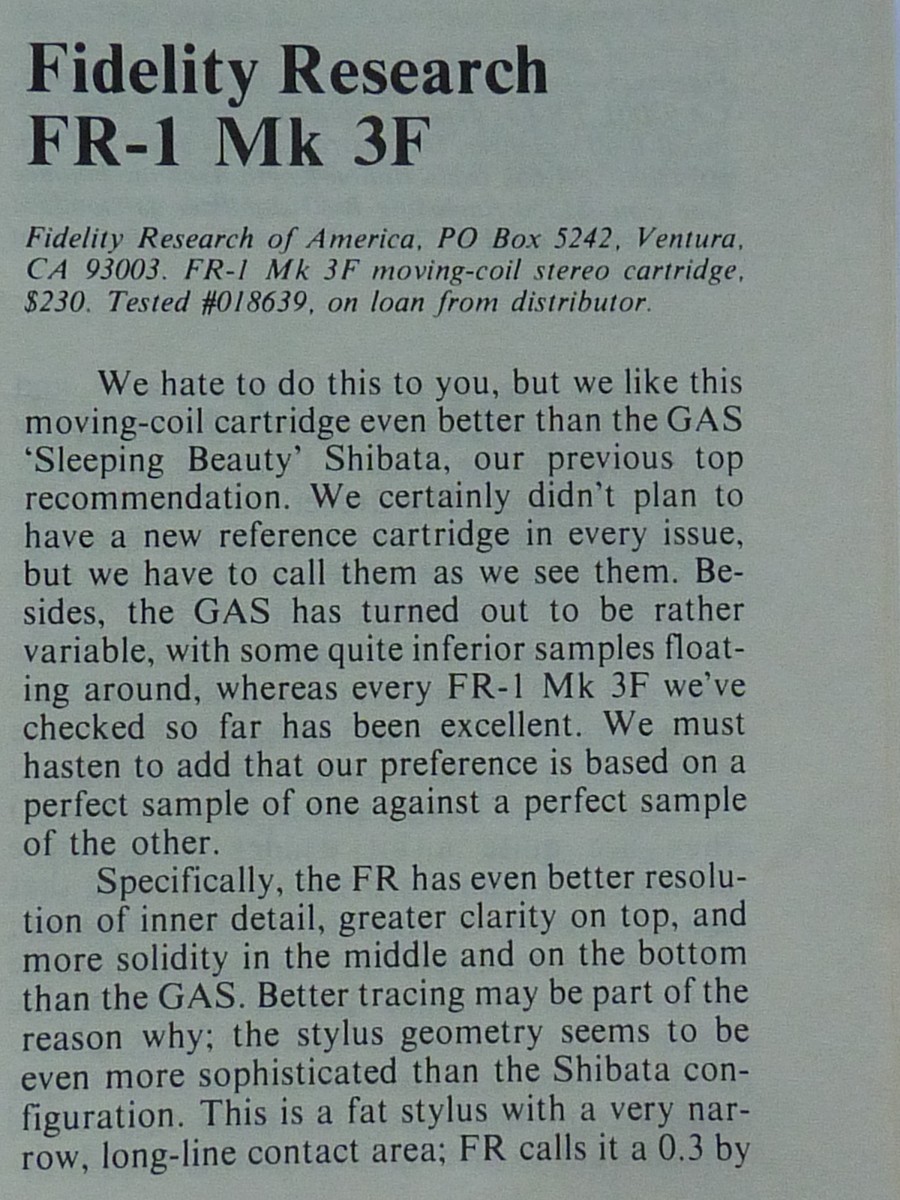 Fidelity Research
FR-1 Mk 3F
Fidelity Research of America, PO Box 5242, Ventura,
CA 93003. FR-1 Mk 3F moving-coil stereo cartridge,
$230. Tested #018639, on loan from distributor.
We hate to do this to you, but we like this
moving-coil cartridge even better than the GAS
‘Sleeping Beauty’ Shibata, our previous top
recommendation. We certainly didn't plan to
have a new reference cartridge in every issue,
but we have to call them as we see them. Be-
sides, the GAS has turned out to be rather
variable, with some quite inferior samples float-
ing around, whereas every FR-1 Mk 3F we've
checked so far has been excellent. We must
hasten to add that our preference is based on a
perfect sample of one against a perfect sample
of the other.
Specifically, the FR has even better resolu-
tion of inner detail, greater clarity on top, and
more solidity in the middle and on the bottom
than the GAS. Better tracing may be part of the
reason why; the stylus geometry seems to be
even more sophisticated than the Shibata con-
figuration. This is a fat stylus with a very nar-
row, long-line contact area; FR calls it a 0.3 by